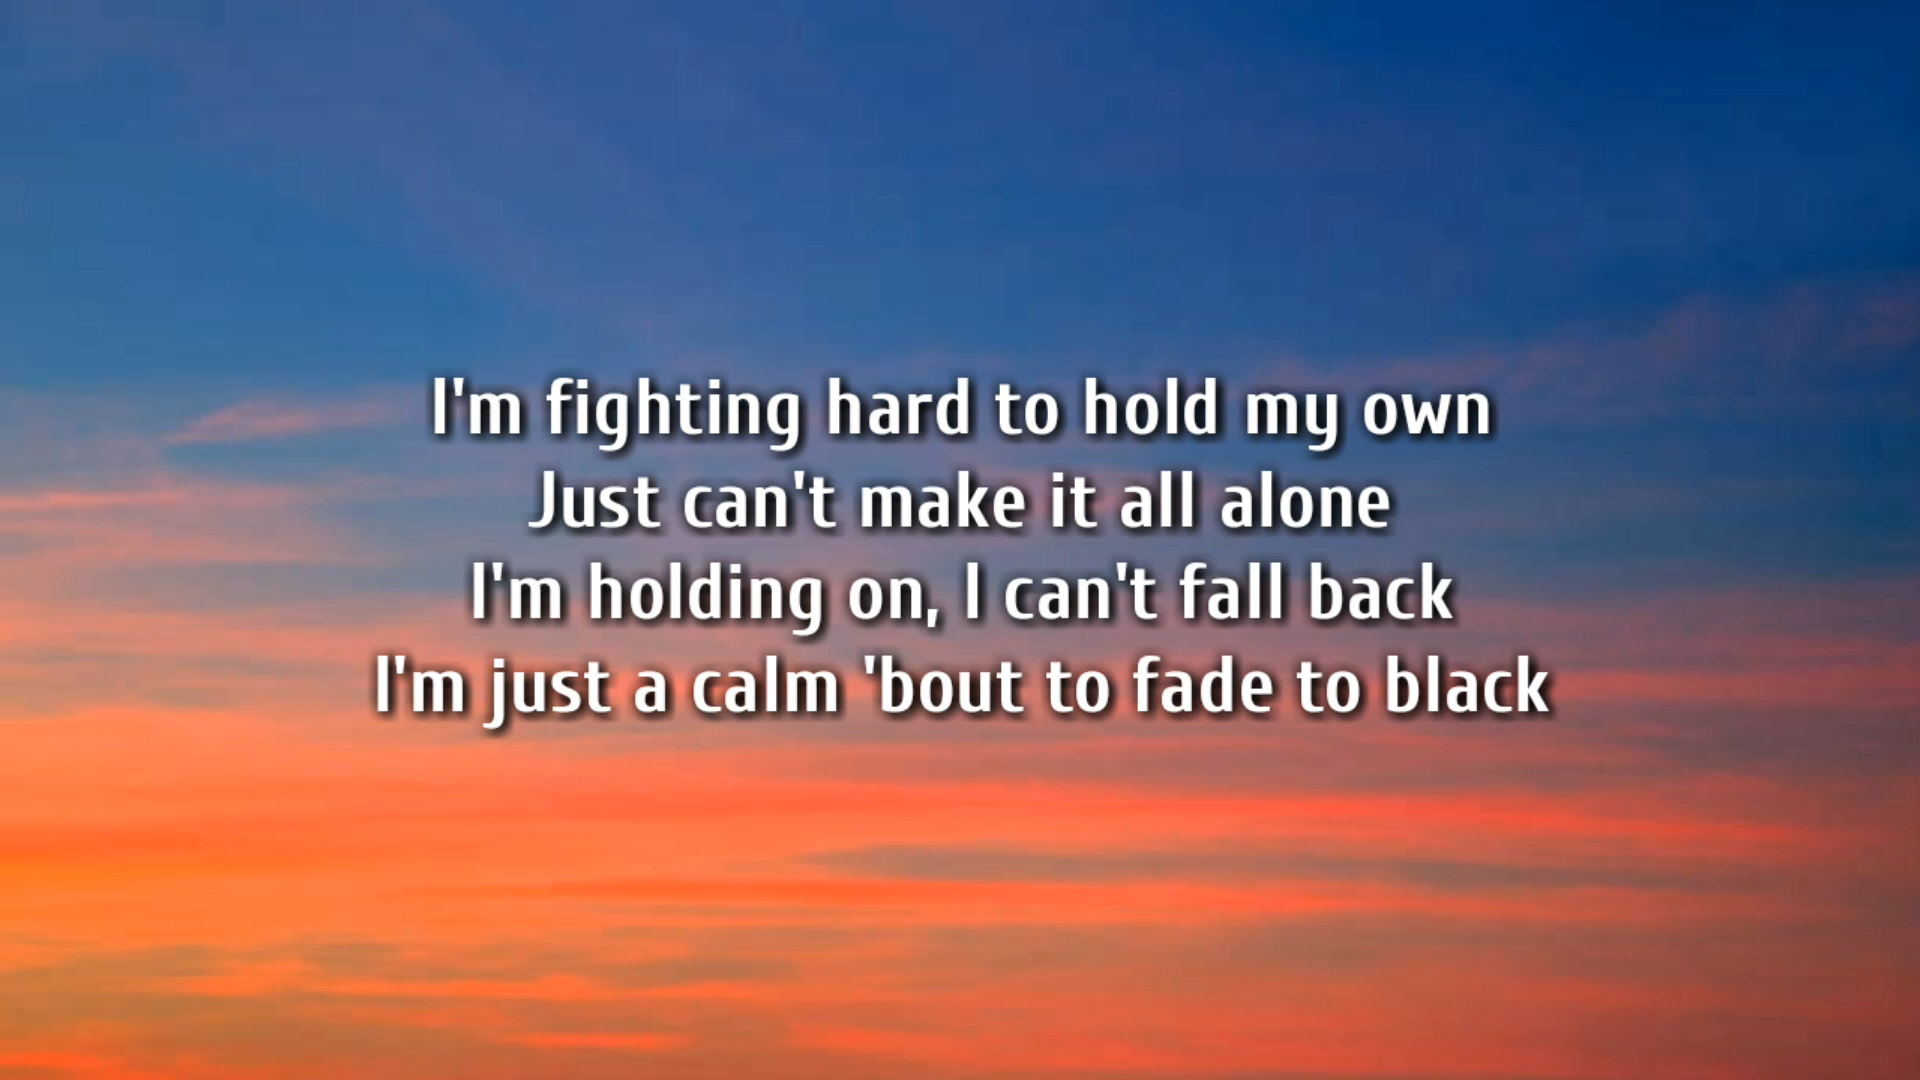 I'm fighting hard to hold my own
Just can't make it all alone
I'm holding on, I can't fall back
I'm just a calm 'bout to fade to black